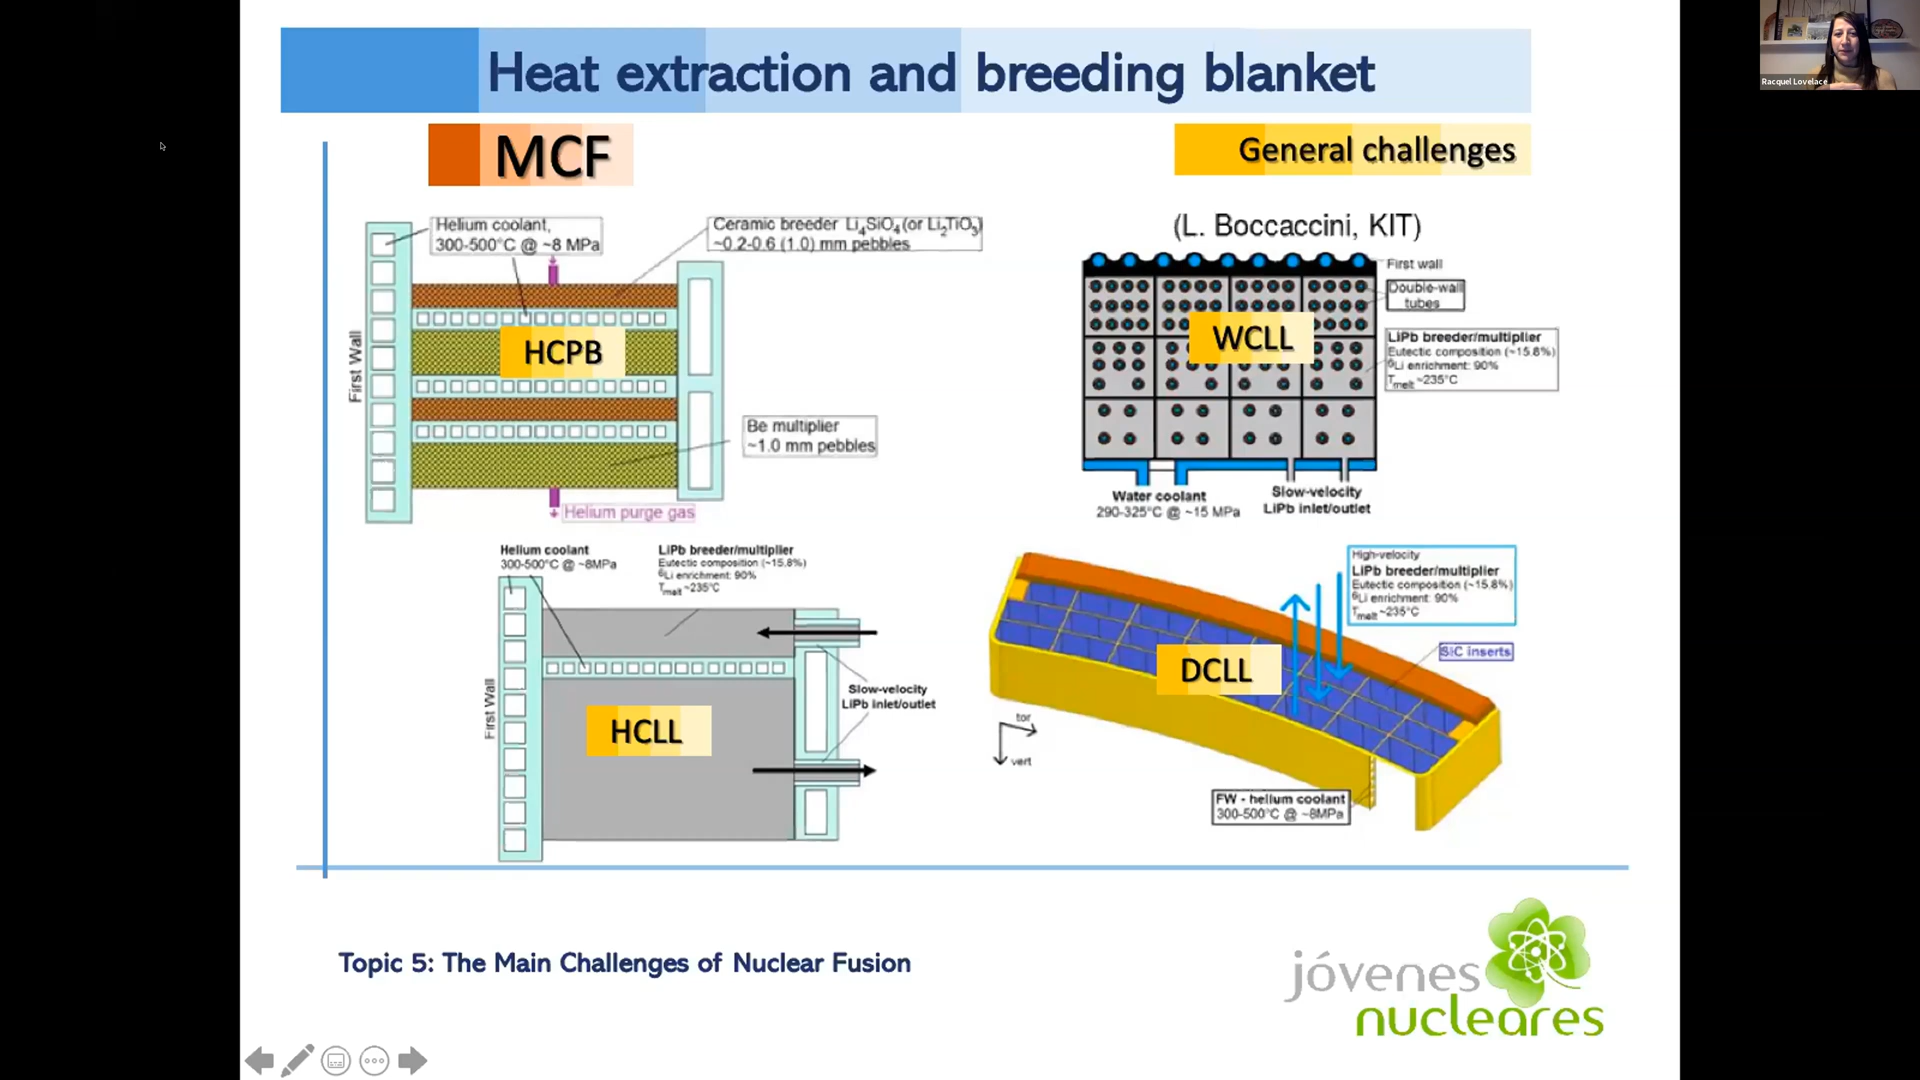 Heat extraction and breeding blanket
Racquel Lovelace
MCF
General challenges
Helium coolant,
300-500°C @ ~8 MPa
Ceramic breeder Li₄SiO₄ (or Li₂TiO₃)
~0.2-0.6 (1.0) mm pebbles
First Wall
HCPB
Be multiplier
~1.0 mm pebbles
Helium purge gas
(L. Boccaccini, KIT)
First wall
Double-wall
tubes
WCLL
LiPb breeder/multiplier
Eutectic composition (~15.8%)
⁶Li enrichment: 90%
Tmelt ~235°C
Water coolant
290-325°C @ ~15 MPa
Slow-velocity
LiPb inlet/outlet
Helium coolant
300-500°C @ ~8MPa
LiPb breeder/multiplier
Eutectic composition (~15.8%)
⁶Li enrichment: 90%
Tmelt ~235°C
First Wall
HCLL
Slow-velocity
LiPb inlet/outlet
High-velocity
LiPb breeder/multiplier
Eutectic composition (~15.8%)
⁶Li enrichment: 90%
Tmelt ~235°C
SiC inserts
DCLL
tor
vert
FW - helium coolant
300-500°C @ ~8MPa
Topic 5: The Main Challenges of Nuclear Fusion
jóvenes
nucleares